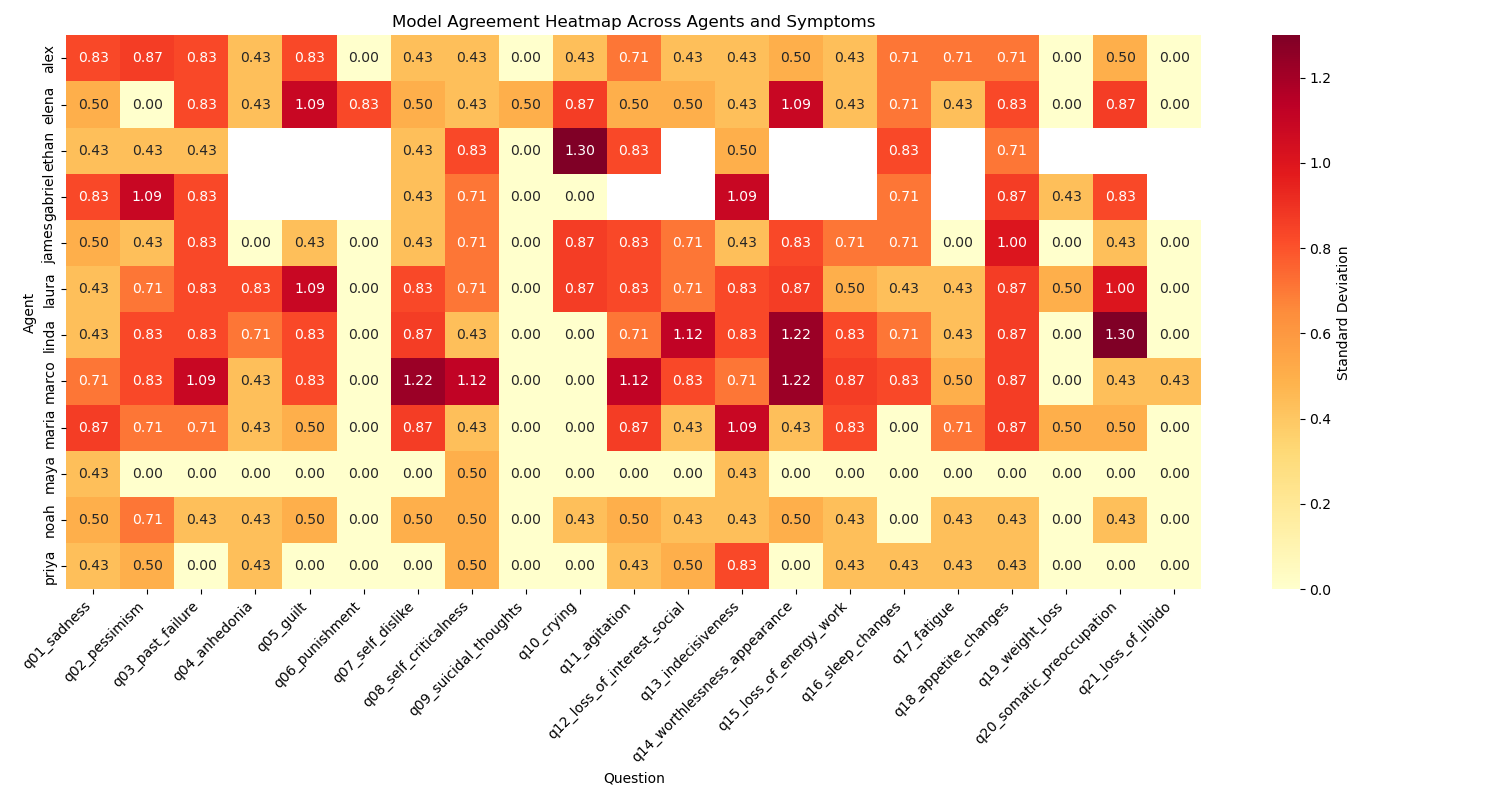 Model Agreement Heatmap Across Agents and Symptoms
alex 0.83 0.87 0.83 0.43 0.83 0.00 0.43 0.43 0.00 0.43 0.71 0.43 0.43 0.50 0.43 0.71 0.71 0.71 0.00 0.50 0.00
elena 0.50 0.00 0.83 0.43 1.09 0.83 0.50 0.43 0.50 0.87 0.50 0.50 0.43 1.09 0.43 0.71 0.43 0.83 0.00 0.87 0.00
ethan 0.43 0.43 0.43 0.43 0.83 0.00 1.30 0.83 0.50 0.83 0.71
gabriel 0.83 1.09 0.83 0.43 0.71 0.00 0.00 1.09 0.71 0.87 0.43 0.83
james 0.50 0.43 0.83 0.00 0.43 0.00 0.43 0.71 0.00 0.87 0.83 0.71 0.43 0.83 0.71 0.71 0.00 1.00 0.00 0.43 0.00
laura 0.43 0.71 0.83 0.83 1.09 0.00 0.83 0.71 0.00 0.87 0.83 0.71 0.83 0.87 0.50 0.43 0.43 0.87 0.50 1.00 0.00
linda 0.43 0.83 0.83 0.71 0.83 0.00 0.87 0.43 0.00 0.00 0.71 1.12 0.83 1.22 0.83 0.71 0.43 0.87 0.00 1.30 0.00
marco 0.71 0.83 1.09 0.43 0.83 0.00 1.22 1.12 0.00 0.00 1.12 0.83 0.71 1.22 0.87 0.83 0.50 0.87 0.00 0.43 0.43
maria 0.87 0.71 0.71 0.43 0.50 0.00 0.87 0.43 0.00 0.00 0.87 0.43 1.09 0.43 0.83 0.00 0.71 0.87 0.50 0.50 0.00
maya 0.43 0.00 0.00 0.00 0.00 0.00 0.00 0.50 0.00 0.00 0.00 0.00 0.43 0.00 0.00 0.00 0.00 0.00 0.00 0.00 0.00
noah 0.50 0.71 0.43 0.43 0.50 0.00 0.50 0.50 0.00 0.43 0.50 0.43 0.43 0.50 0.43 0.00 0.43 0.43 0.00 0.43 0.00
priya 0.43 0.50 0.00 0.43 0.00 0.00 0.00 0.50 0.00 0.00 0.43 0.50 0.83 0.00 0.43 0.43 0.43 0.43 0.00 0.00 0.00
Agent
q01_sadness
q02_pessimism
q03_past_failure
q04_anhedonia
q05_guilt
q06_punishment
q07_self_dislike
q08_self_criticalness
q09_suicidal_thoughts
q10_crying
q11_agitation
q12_loss_of_interest_social
q13_indecisiveness
q14_worthlessness_appearance
q15_loss_of_energy_work
q16_sleep_changes
q17_fatigue
q18_appetite_changes
q19_weight_loss
q20_somatic_preoccupation
q21_loss_of_libido
Question
1.2
1.0
0.8
0.6
0.4
0.2
0.0
Standard Deviation